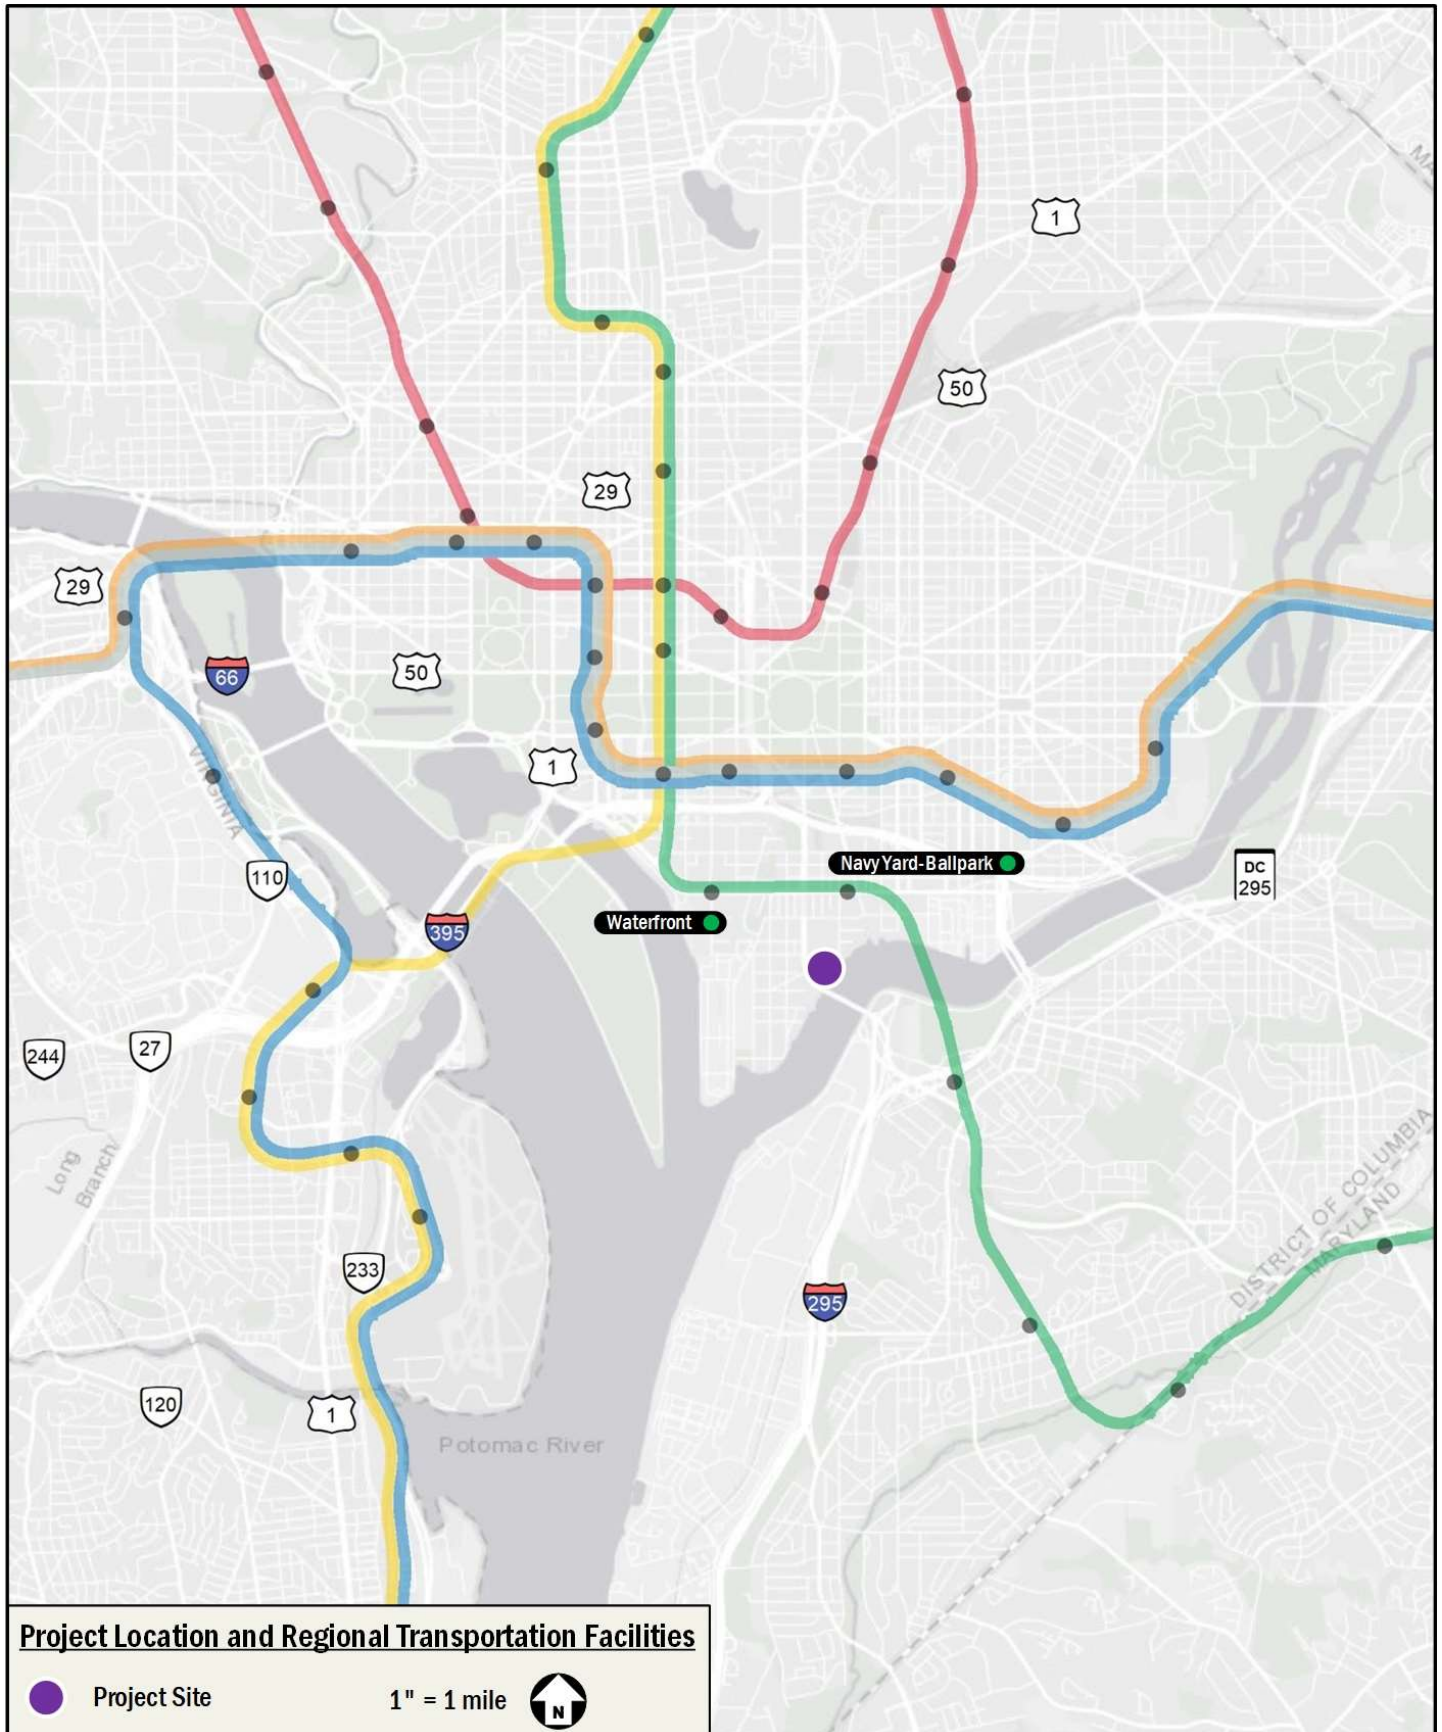 MA
1
50
29
29
66
50
1
VIRGINIA
110
Navy Yard-Ballpark
DC
295
Waterfront
395
244
27
Long
Branch
DISTRICT OF COLUMBIA
MARYLAND
233
295
120
1
Potomac River
Project Location and Regional Transportation Facilities
Project Site
1" = 1 mile
N